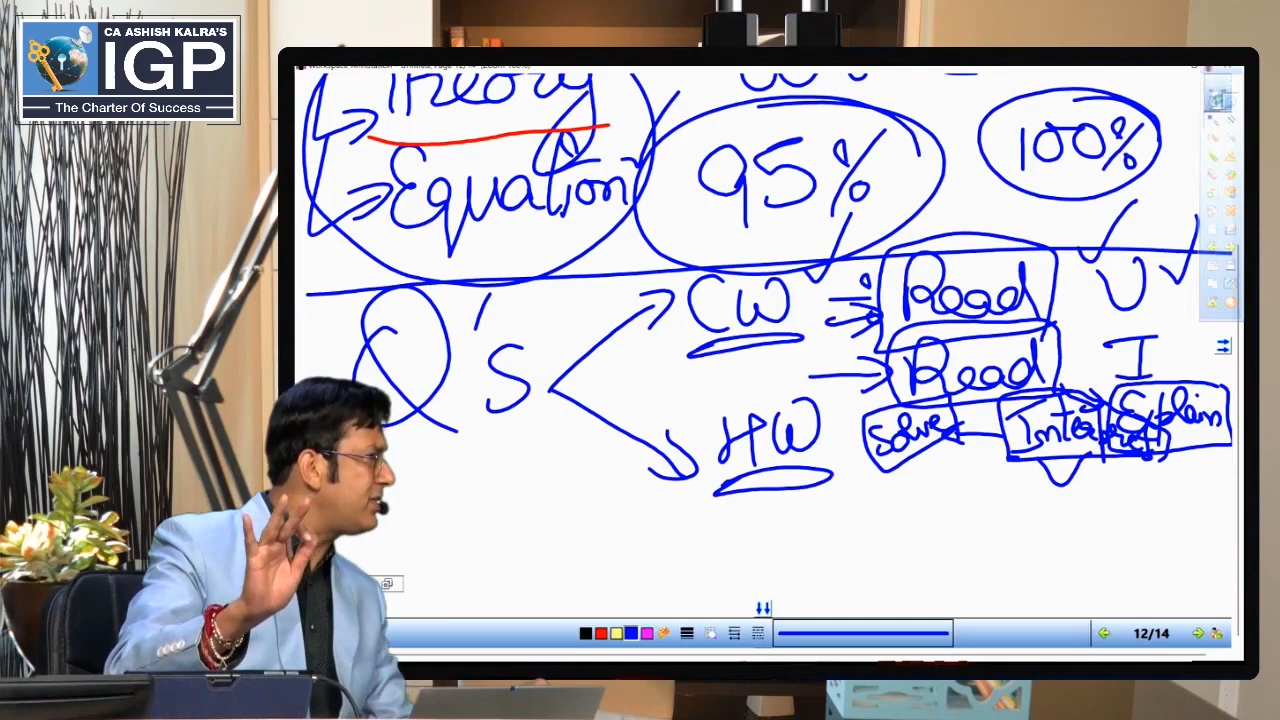 CA ASHISH KALRA'S
IGP
The Charter Of Success
Theory
Equation
95%
100%
Q's
CW
Read
U
Read
I
HW
Solve
Interpret
Explain
12/14